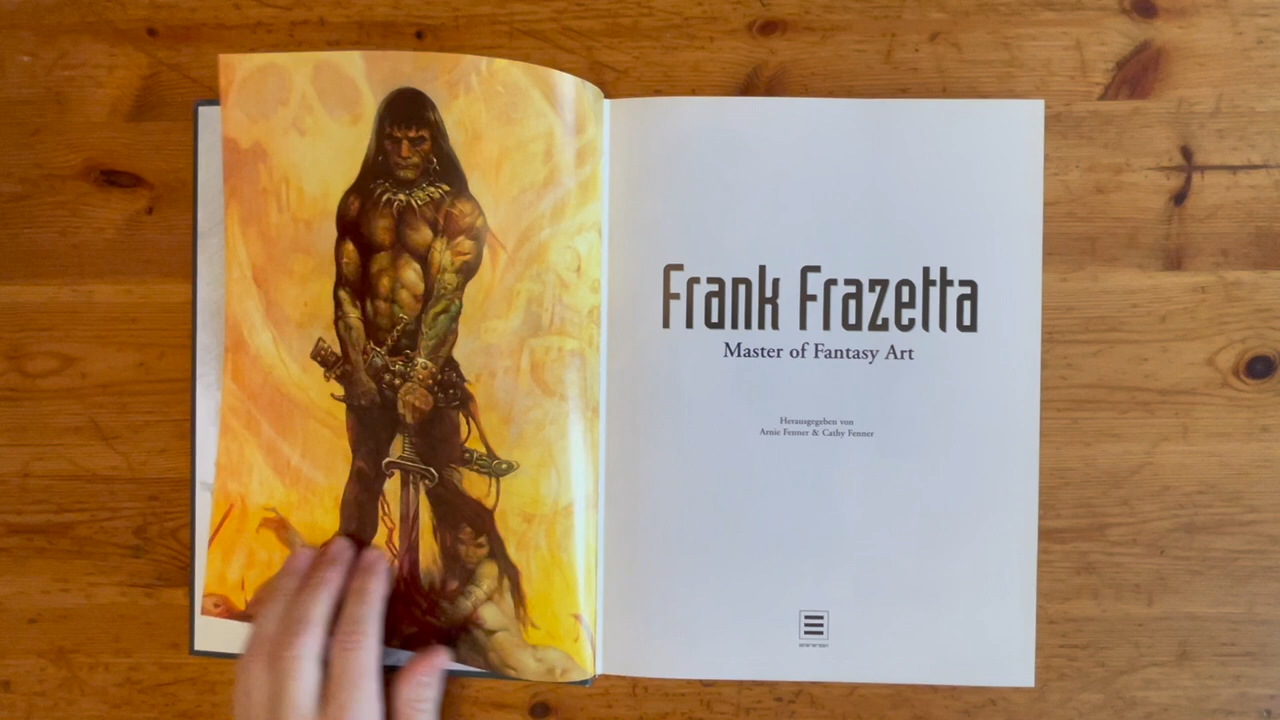 Frank Frazetta
Master of Fantasy Art
Herausgegeben von
Arnie Fenner & Cathy Fenner